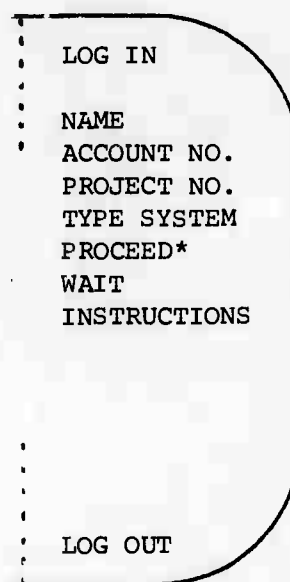 LOG IN
NAME
ACCOUNT NO.
PROJECT NO.
TYPE SYSTEM
PROCEED*
WAIT
INSTRUCTIONS
LOG OUT